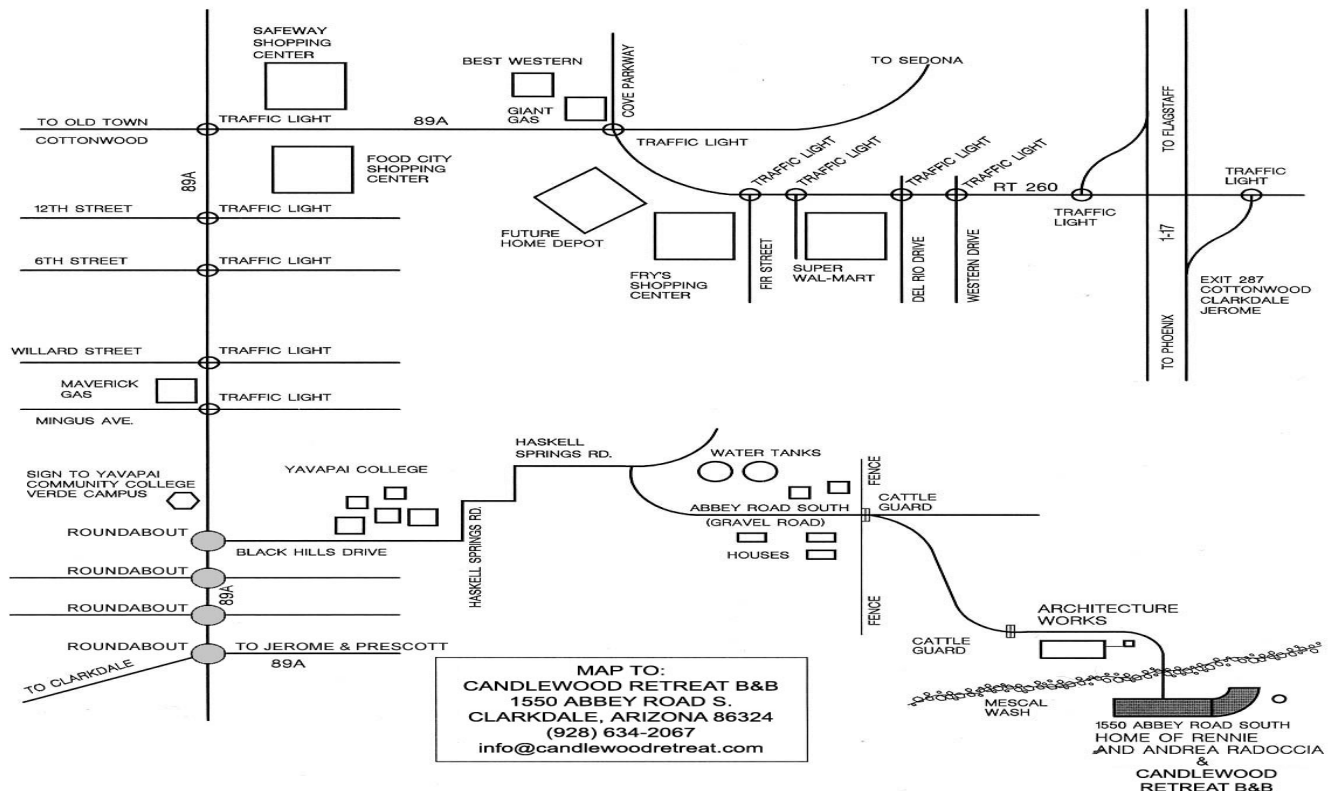 SAFEWAY
SHOPPING
CENTER
BEST WESTERN
GIANT
GAS
COVE PARKWAY
TO SEDONA
TO FLAGSTAFF
TO OLD TOWN
COTTONWOOD
TRAFFIC LIGHT
89A
TRAFFIC LIGHT
89A
FOOD CITY
SHOPPING
CENTER
TRAFFIC LIGHT
TRAFFIC LIGHT
TRAFFIC LIGHT
TRAFFIC LIGHT
RT 260
TRAFFIC
LIGHT
TRAFFIC
LIGHT
12TH STREET
TRAFFIC LIGHT
FUTURE
HOME DEPOT
FRY'S
SHOPPING
CENTER
FIR STREET
SUPER
WAL-MART
DEL RIO DRIVE
WESTERN DRIVE
1-17
6TH STREET
TRAFFIC LIGHT
EXIT 287
COTTONWOOD
CLARKDALE
JEROME
TO PHOENIX
WILLARD STREET
TRAFFIC LIGHT
MAVERICK
GAS
TRAFFIC LIGHT
MINGUS AVE.
SIGN TO YAVAPAI
COMMUNITY COLLEGE
VERDE CAMPUS
YAVAPAI COLLEGE
HASKELL
SPRINGS RD.
WATER TANKS
FENCE
CATTLE
GUARD
ABBEY ROAD SOUTH
(GRAVEL ROAD)
HOUSES
ROUNDABOUT
BLACK HILLS DRIVE
HASKELL SPRINGS RD.
ROUNDABOUT
89A
ROUNDABOUT
FENCE
ROUNDABOUT
TO JEROME & PRESCOTT
89A
TO CLARKDALE
CATTLE
GUARD
ARCHITECTURE
WORKS
MESCAL
WASH
MAP TO:
CANDLEWOOD RETREAT B&B
1550 ABBEY ROAD S.
CLARKDALE, ARIZONA 86324
(928) 634-2067
info@candlewoodretreat.com
1550 ABBEY ROAD SOUTH
HOME OF RENNIE
AND ANDREA RADOCCIA
&
CANDLEWOOD
RETREAT B&B